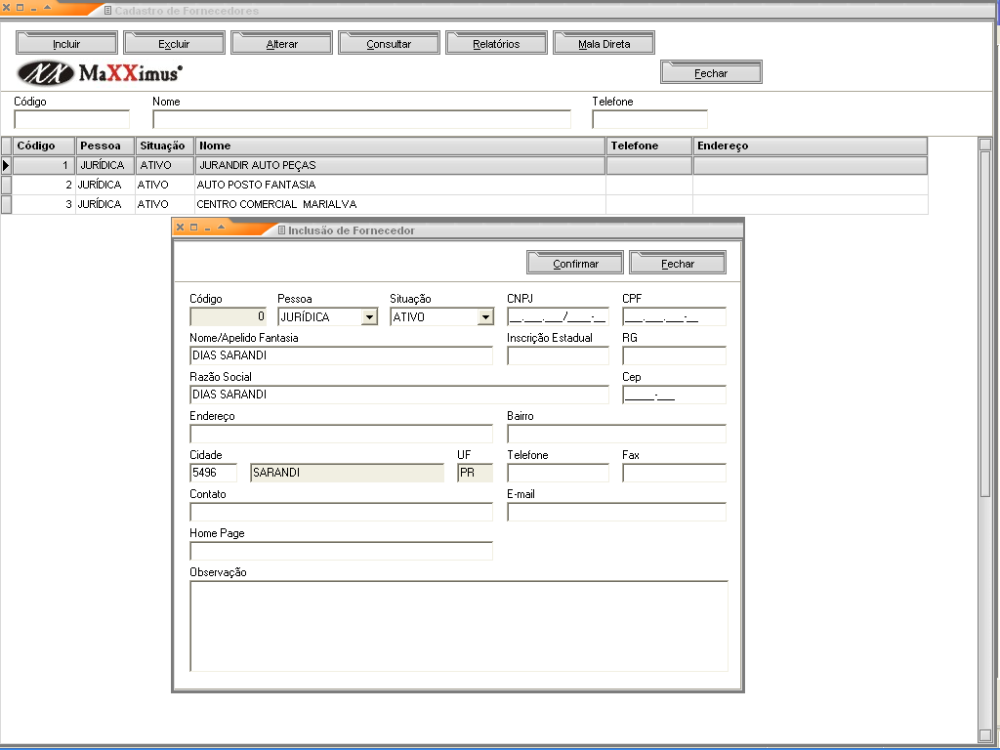 Cadastro de Fornecedores
Incluir Excluir Alterar Consultar Relatórios Mala Direta
MaXXimus
Fechar
Código Nome Telefone
Código Pessoa Situação Nome Telefone Endereço
1 JURÍDICA ATIVO JURANDIR AUTO PEÇAS
2 JURÍDICA ATIVO AUTO POSTO FANTASIA
3 JURÍDICA ATIVO CENTRO COMERCIAL MARIALVA
Inclusão de Fornecedor
Confirmar Fechar
Código Pessoa Situação CNPJ CPF
0 JURÍDICA ATIVO __.___.___/____-__ ___.___.___-__
Nome/Apelido Fantasia Inscrição Estadual RG
DIAS SARANDI
Razão Social Cep
DIAS SARANDI _____-___
Endereço Bairro
Cidade UF Telefone Fax
5496 SARANDI PR
Contato E-mail
Home Page
Observação